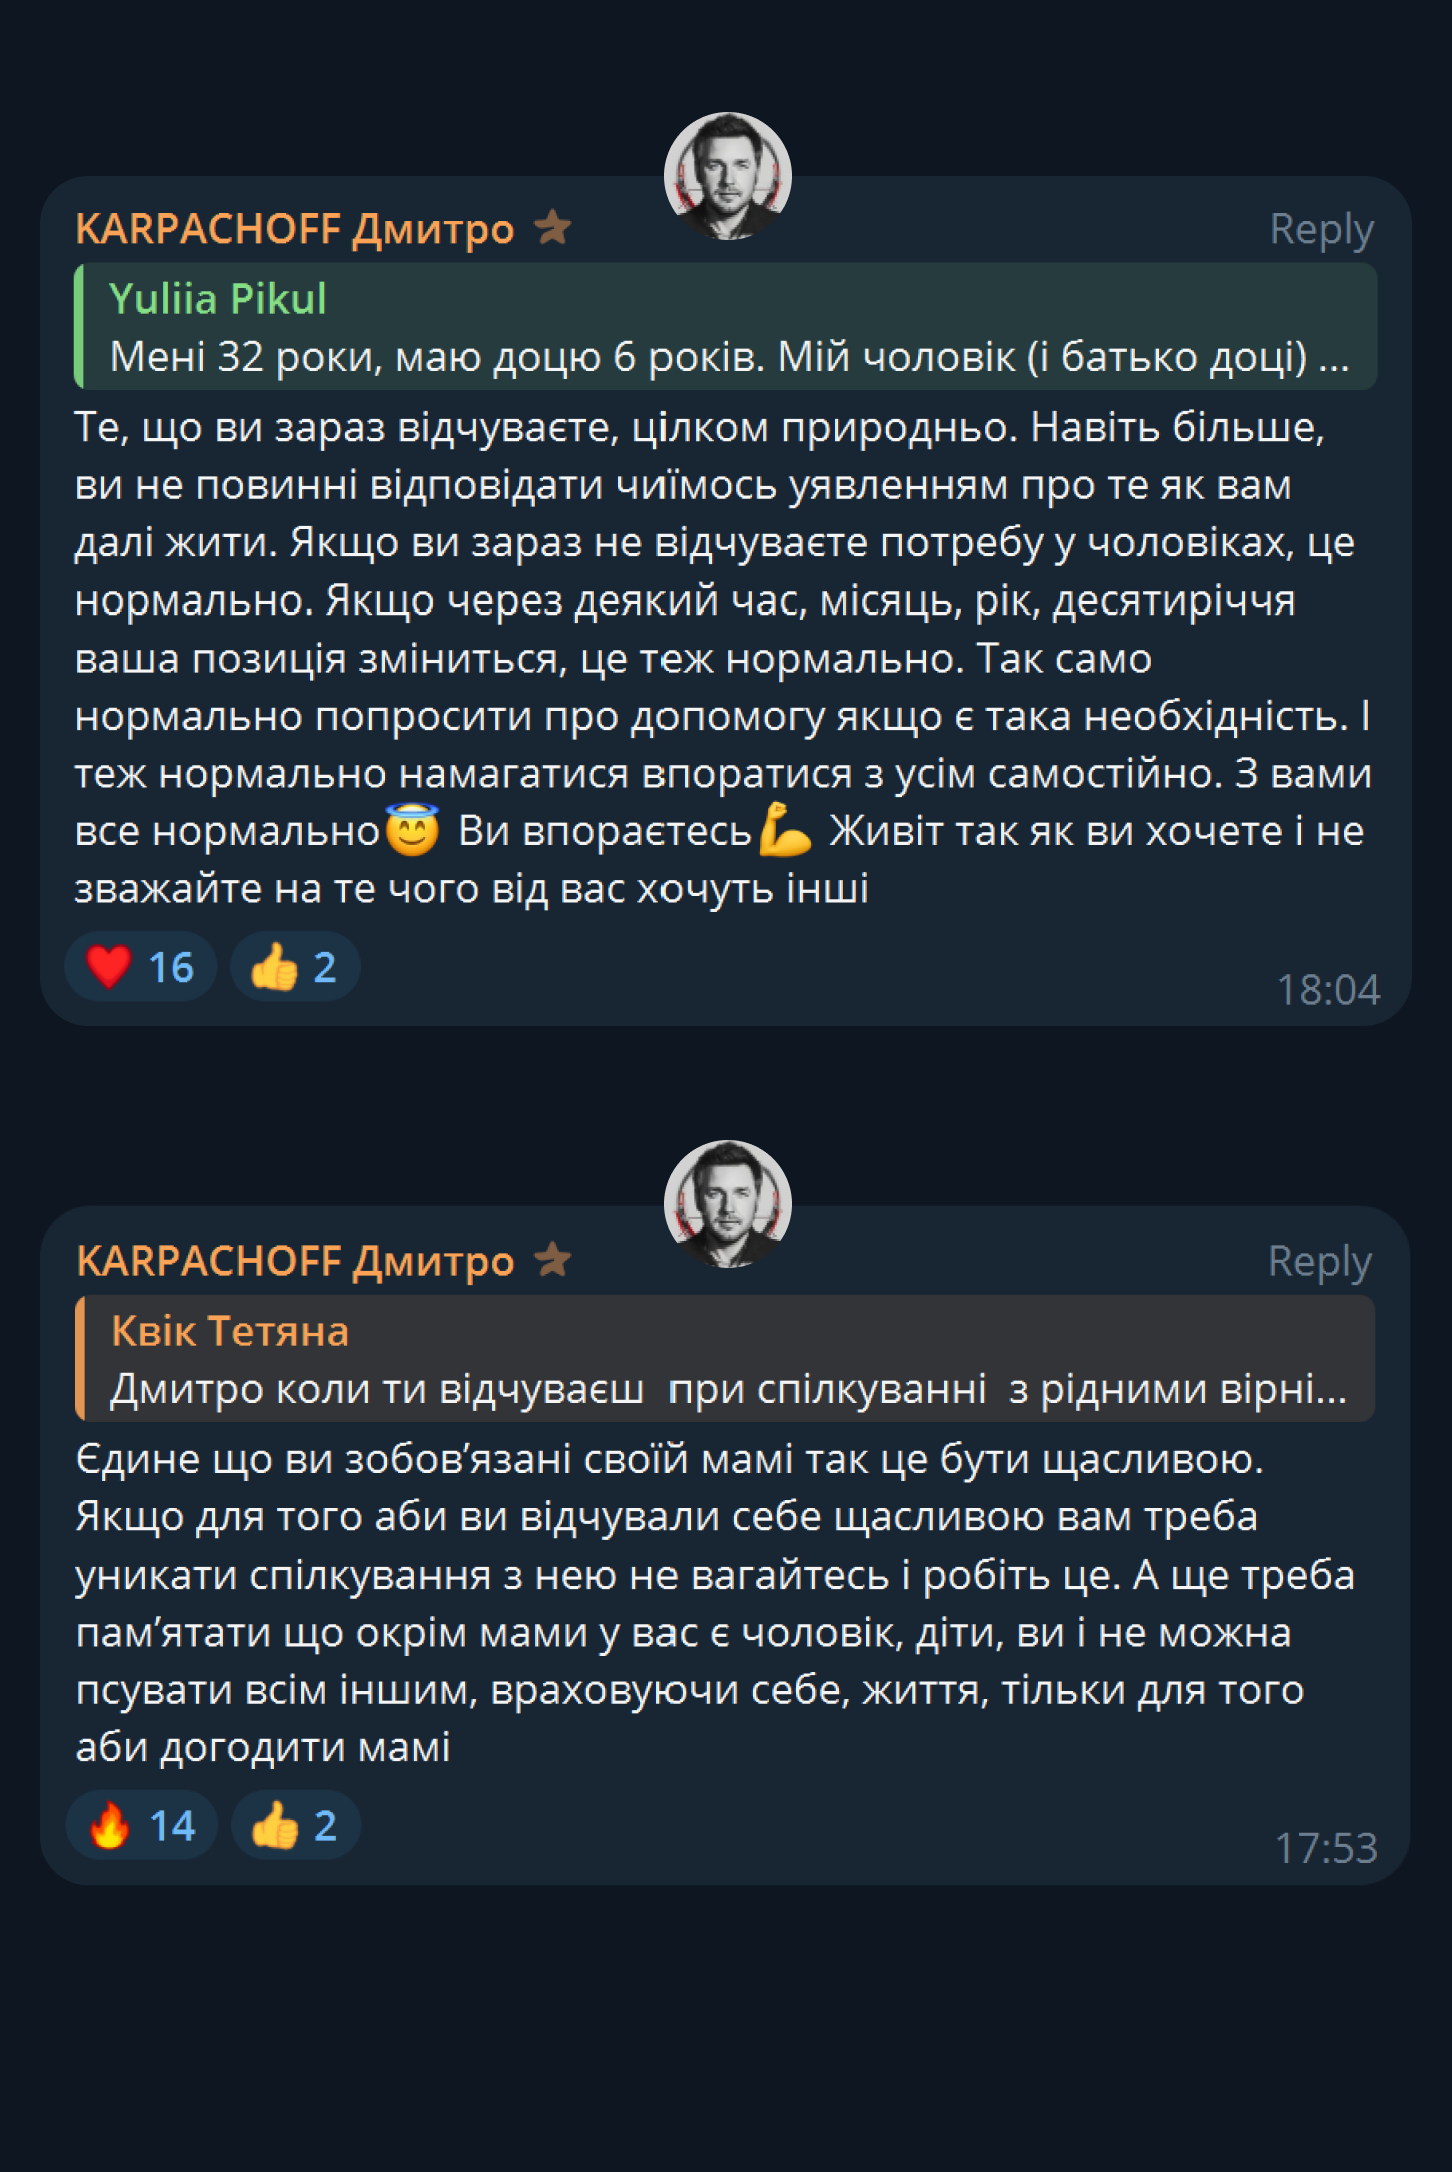 KARPACHOFF Дмитро
Reply
Yuliia Pikul
Мені 32 роки, маю доцю 6 років. Мій чоловік (і батько доці) ...
Те, що ви зараз відчуваєте, цілком природньо. Навіть більше,
ви не повинні відповідати чиїмось уявленням про те як вам
далі жити. Якщо ви зараз не відчуваєте потребу у чоловіках, це
нормально. Якщо через деякий час, місяць, рік, десятиріччя
ваша позиція зміниться, це теж нормально. Так само
нормально попросити про допомогу якщо є така необхідність. І
теж нормально намагатися впоратися з усім самостійно. З вами
все нормально😇 Ви впораєтесь💪 Живіт так як ви хочете і не
зважайте на те чого від вас хочуть інші
❤️ 16 👍 2
18:04
KARPACHOFF Дмитро
Reply
Квік Тетяна
Дмитро коли ти відчуваєш  при спілкуванні  з рідними вірні...
Єдине що ви зобов’язані своїй мамі так це бути щасливою.
Якщо для того аби ви відчували себе щасливою вам треба
уникати спілкування з нею не вагайтесь і робіть це. А ще треба
пам’ятати що окрім мами у вас є чоловік, діти, ви і не можна
псувати всім іншим, враховуючи себе, життя, тільки для того
аби догодити мамі
🔥 14 👍 2
17:53